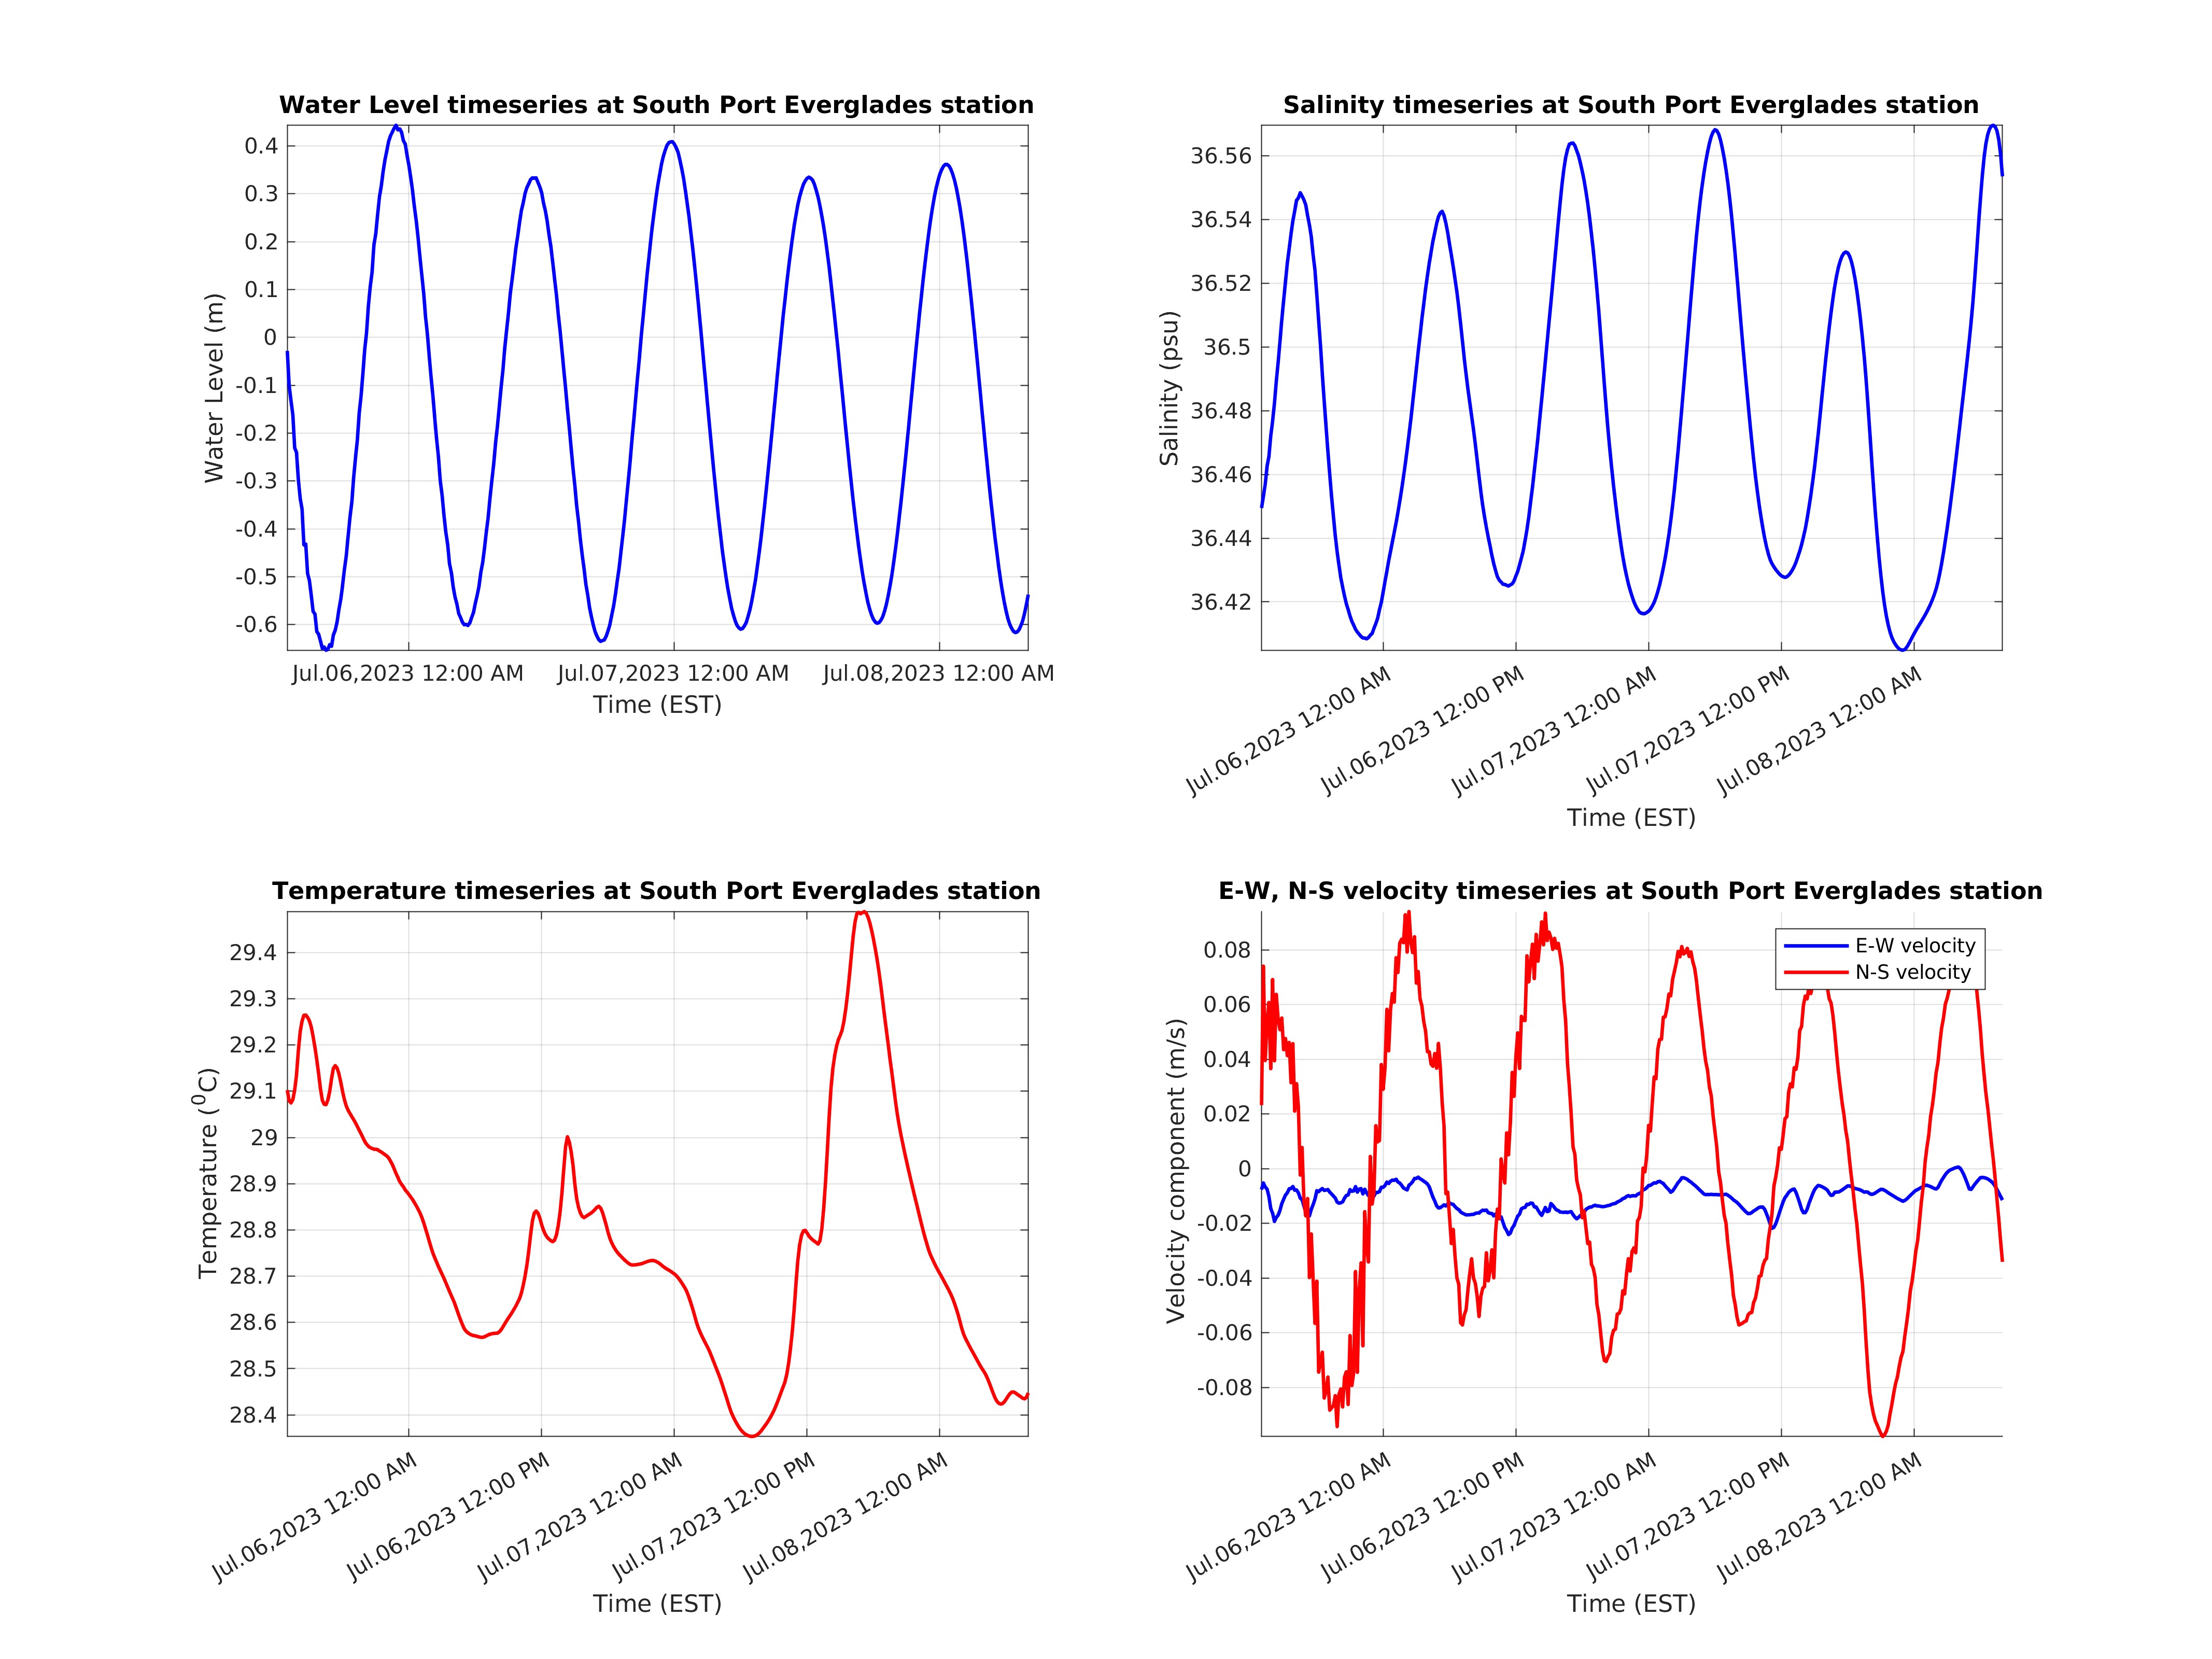 Water Level timeseries at South Port Everglades station
0.4
0.3
0.2
0.1
0
-0.1
-0.2
-0.3
-0.4
-0.5
-0.6
Water Level (m)
Jul.06,2023 12:00 AM
Jul.07,2023 12:00 AM
Jul.08,2023 12:00 AM
Time (EST)
Salinity timeseries at South Port Everglades station
36.56
36.54
36.52
36.5
36.48
36.46
36.44
36.42
Salinity (psu)
Jul.06,2023 12:00 AM
Jul.06,2023 12:00 PM
Jul.07,2023 12:00 AM
Jul.07,2023 12:00 PM
Jul.08,2023 12:00 AM
Time (EST)
Temperature timeseries at South Port Everglades station
29.4
29.3
29.2
29.1
29
28.9
28.8
28.7
28.6
28.5
28.4
Temperature (⁰C)
Jul.06,2023 12:00 AM
Jul.06,2023 12:00 PM
Jul.07,2023 12:00 AM
Jul.07,2023 12:00 PM
Jul.08,2023 12:00 AM
Time (EST)
E-W, N-S velocity timeseries at South Port Everglades station
E-W velocity
N-S velocity
0.08
0.06
0.04
0.02
0
-0.02
-0.04
-0.06
-0.08
Velocity component (m/s)
Jul.06,2023 12:00 AM
Jul.06,2023 12:00 PM
Jul.07,2023 12:00 AM
Jul.07,2023 12:00 PM
Jul.08,2023 12:00 AM
Time (EST)